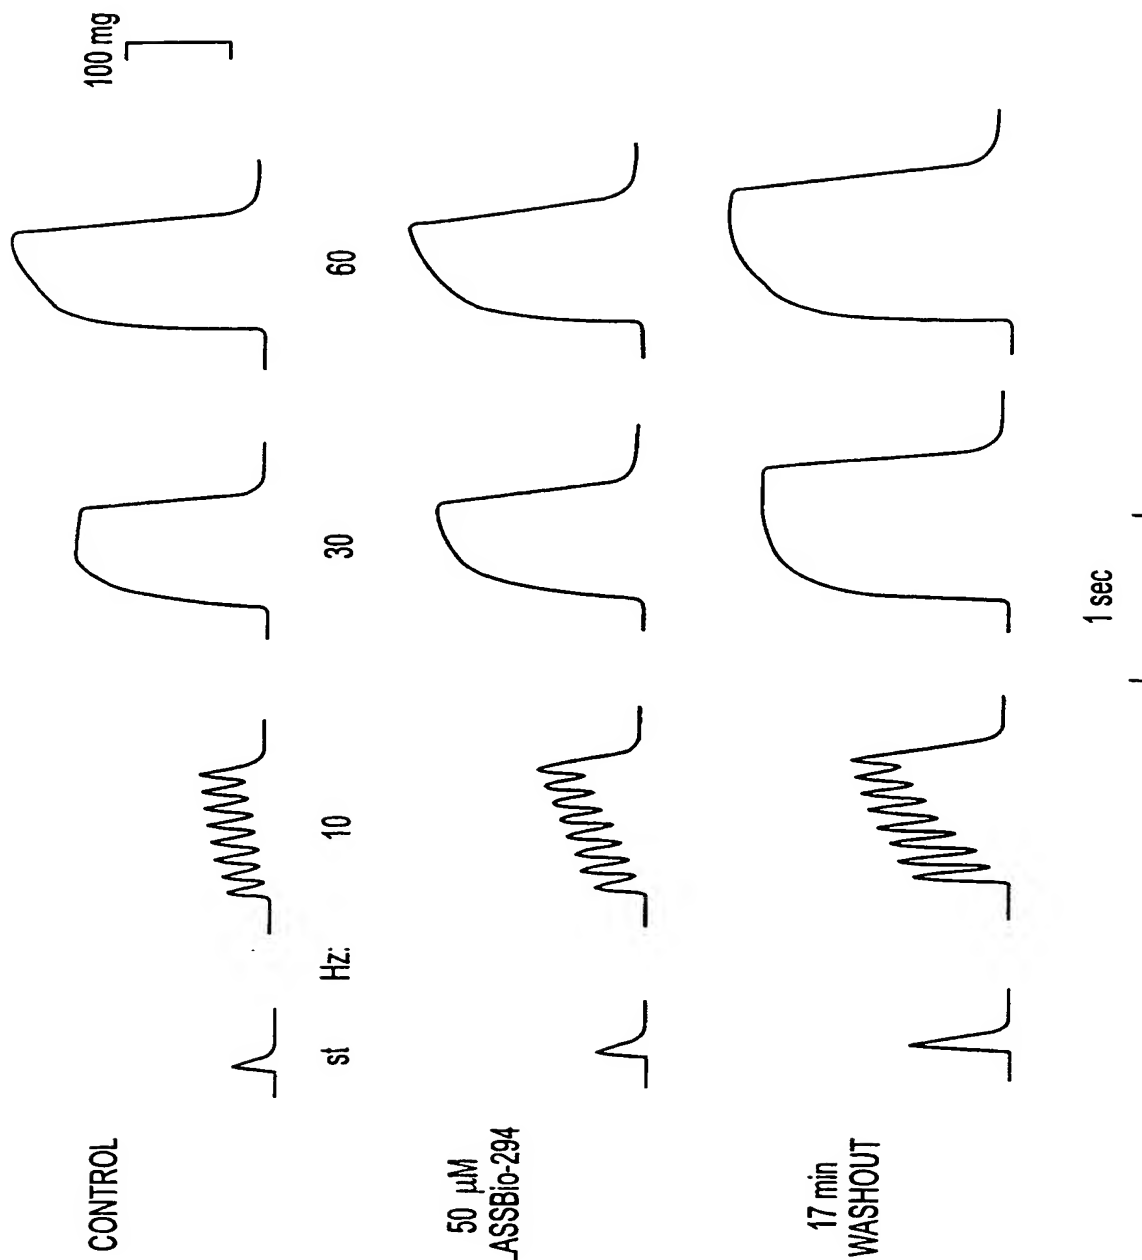 CONTROL
100 mg
st
Hz:
10
30
60
50 µM
ASSBio-294
17 min
WASHOUT
1 sec